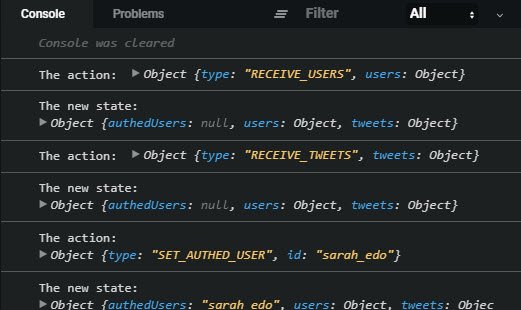 Console Problems Filter All
Console was cleared
The action: ▶Object {type: "RECEIVE_USERS", users: Object}
The new state:
▶Object {authedUsers: null, users: Object, tweets: Object}
The action: ▶Object {type: "RECEIVE_TWEETS", tweets: Object}
The new state:
▶Object {authedUsers: null, users: Object, tweets: Object}
The action:
▶Object {type: "SET_AUTHED_USER", id: "sarah_edo"}
The new state:
▶Object {authedUsers: "sarah_edo", users: Object, tweets: Objec